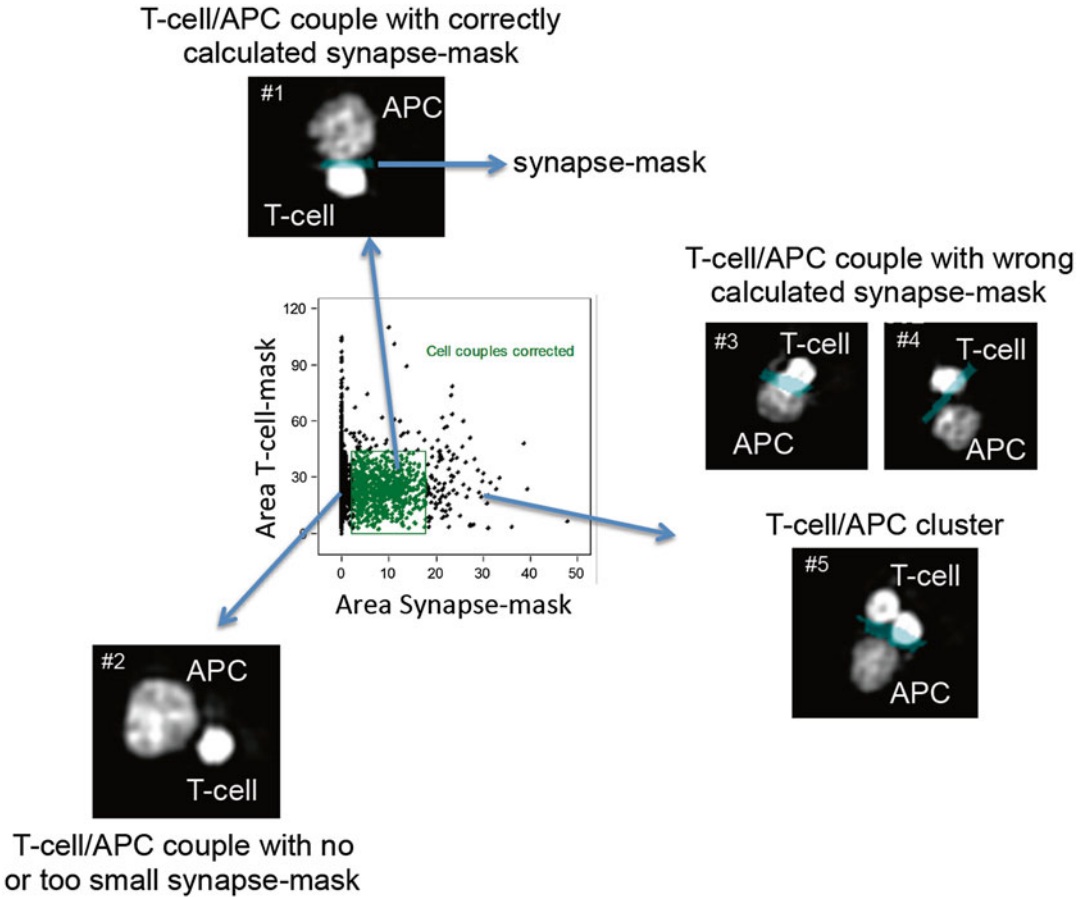 T-cell/APC couple with correctly
calculated synapse-mask
#1
APC
T-cell
synapse-mask
T-cell/APC couple with wrong
calculated synapse-mask
#3
T-cell
APC
#4
T-cell
APC
Area T-cell-mask
120
90
60
30
0
Cell couples corrected
0
10
20
30
40
50
Area Synapse-mask
T-cell/APC cluster
#5
T-cell
APC
#2
APC
T-cell
T-cell/APC couple with no
or too small synapse-mask